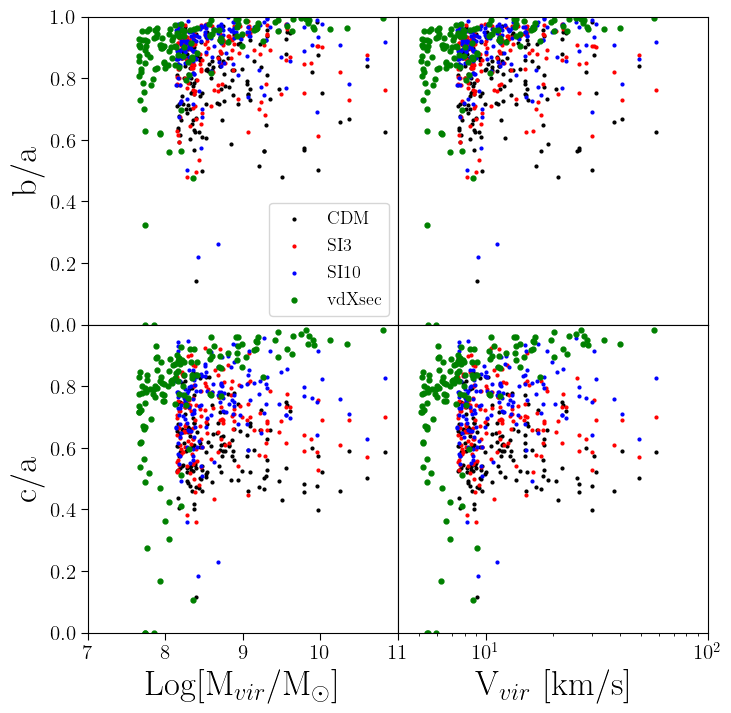 1.0
0.8
0.6
0.4
0.2
0.0
b/a
CDM
SI3
SI10
vdXsec
0.8
0.6
0.4
0.2
0.0
c/a
7 8 9 10 11
10¹ 10²
Log[M_vir/M_⊙]
V_vir [km/s]